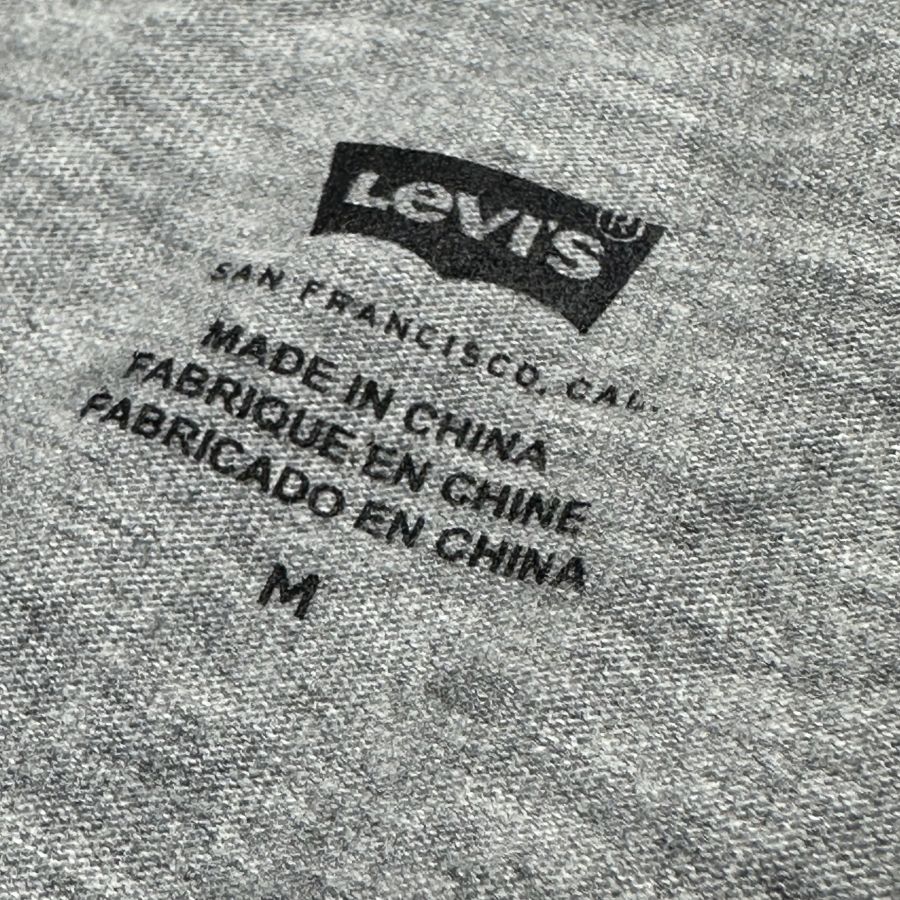 Levi's®
SAN FRANCISCO, CAL.
MADE IN CHINA
FABRIQUE EN CHINE
FABRICADO EN CHINA
M